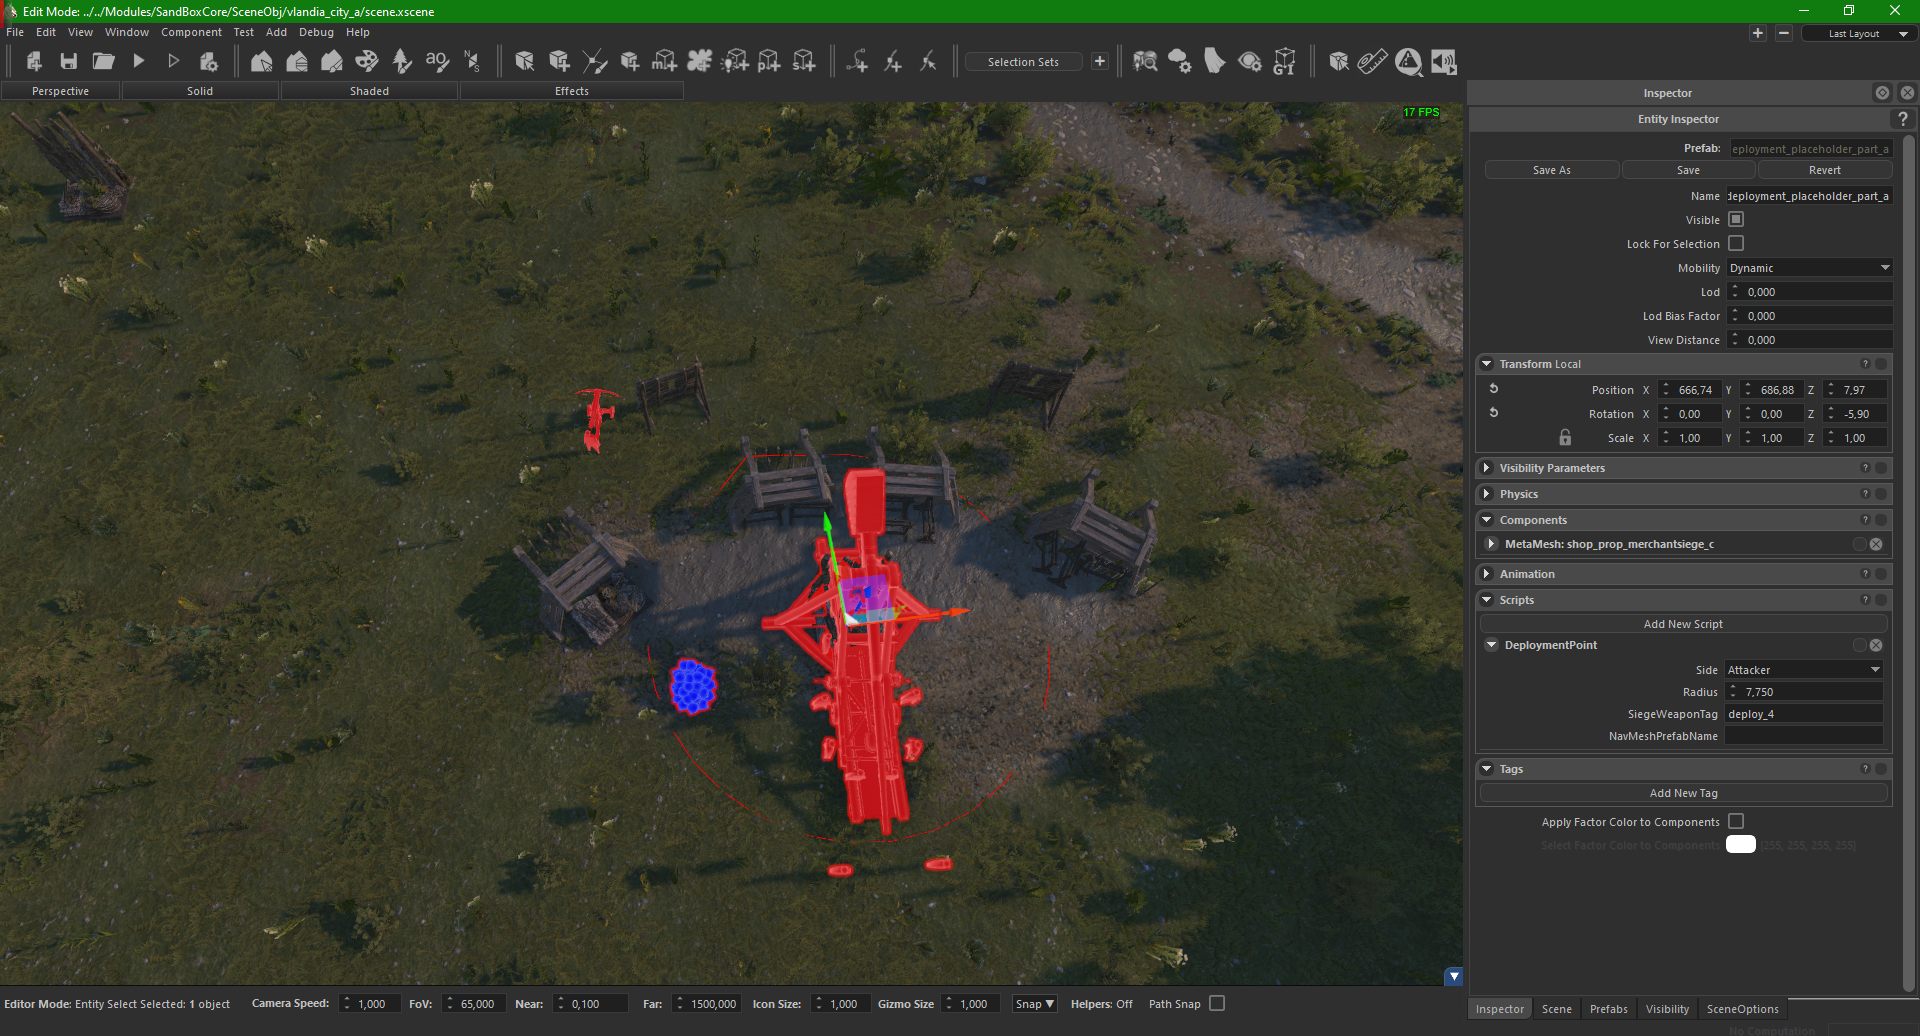 Edit Mode: ../../Modules/SandBoxCore/SceneObj/vlandia_city_a/scene.xscene
File Edit View Window Component Test Add Debug Help
Last Layout
Selection Sets
GI
Perspective Solid Shaded Effects
Inspector
17 FPS
Entity Inspector ?
Prefab: eployment_placeholder_part_a
Save As Save Revert
Name deployment_placeholder_part_a
Visible
Lock For Selection
Mobility Dynamic
Lod 0,000
Lod Bias Factor 0,000
View Distance 0,000
Transform Local ?
Position X 666,74 Y 686,88 Z 7,97
Rotation X 0,00 Y 0,00 Z -5,90
Scale X 1,00 Y 1,00 Z 1,00
Visibility Parameters ?
Physics ?
Components ?
MetaMesh: shop_prop_merchantsiege_c
Animation ?
Scripts ?
Add New Script
DeploymentPoint
Side Attacker
Radius 7,750
SiegeWeaponTag deploy_4
NavMeshPrefabName
Tags ?
Add New Tag
Apply Factor Color to Components
Select Factor Color to Components [255, 255, 255, 255]
Editor Mode: Entity Select Selected: 1 object Camera Speed: 1,000 FoV: 65,000 Near: 0,100 Far: 1500,000 Icon Size: 1,000 Gizmo Size 1,000 Snap Helpers: Off Path Snap
Inspector Scene Prefabs Visibility SceneOptions
No Computation